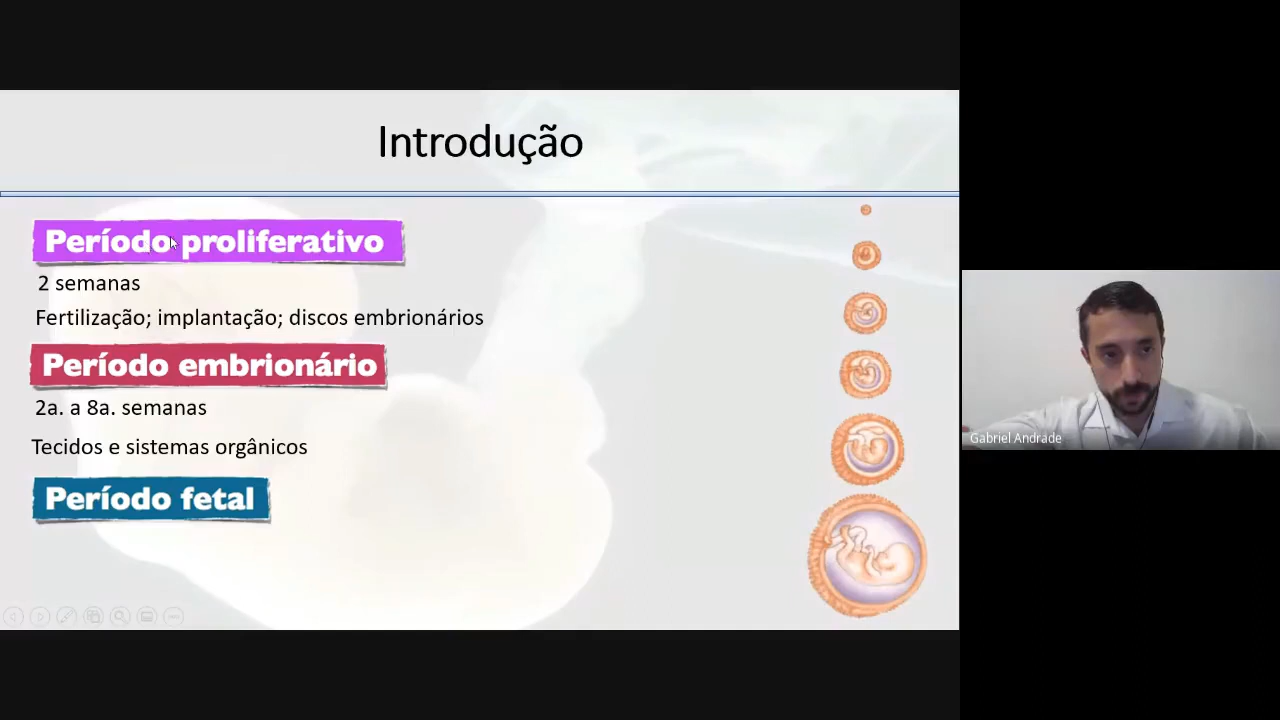 Introdução
Período proliferativo
2 semanas
Fertilização; implantação; discos embrionários
Período embrionário
2a. a 8a. semanas
Tecidos e sistemas orgânicos
Período fetal
Gabriel Andrade